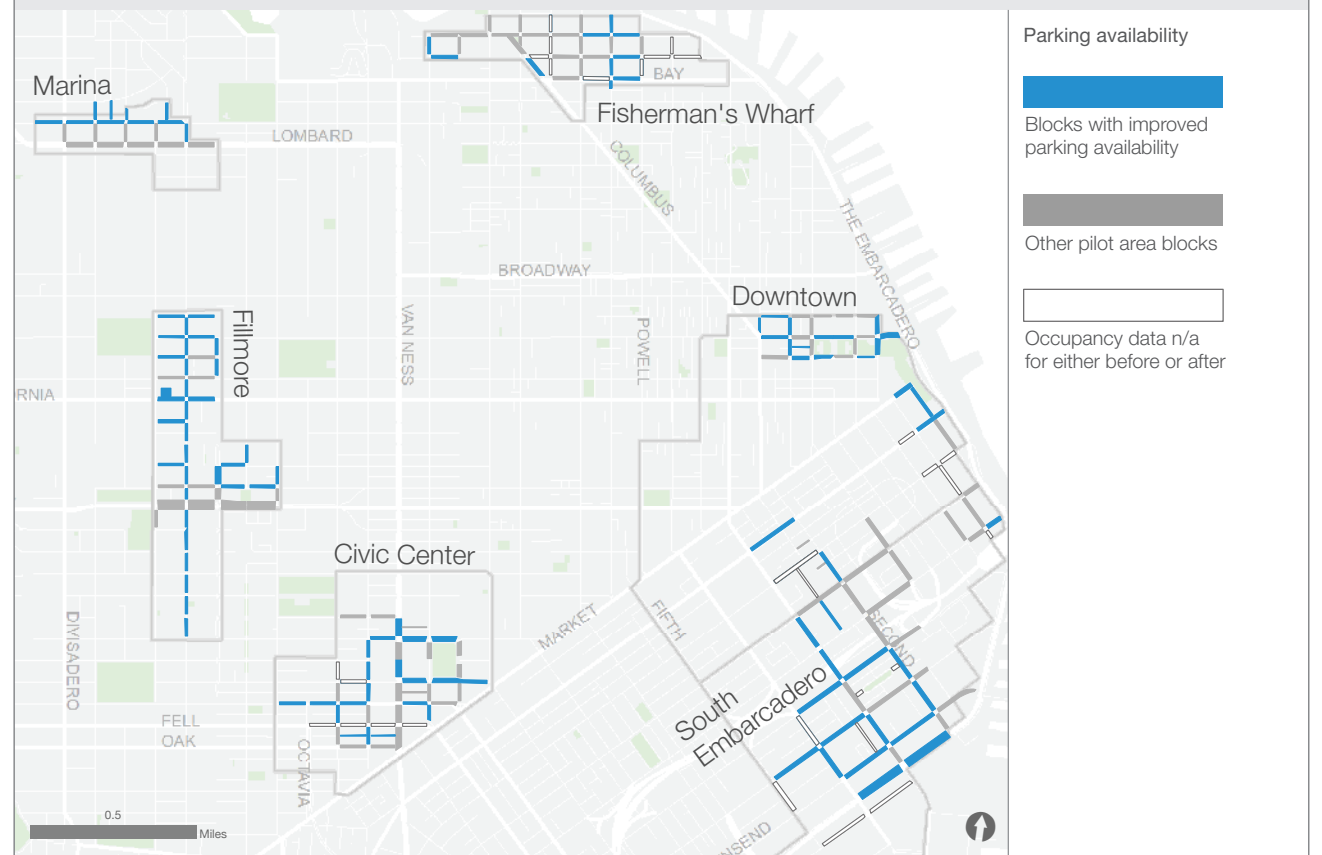 Marina
Fisherman's Wharf
BAY
LOMBARD
COLUMBUS
THE EMBARCADERO
BROADWAY
Downtown
Fillmore
VAN NESS
POWELL
RNIA
Civic Center
MARKET
FIFTH
SECOND
DIVISADERO
South
Embarcadero
FELL
OAK
OCTAVIA
NSEND
0.5
Miles
Parking availability
Blocks with improved
parking availability
Other pilot area blocks
Occupancy data n/a
for either before or after